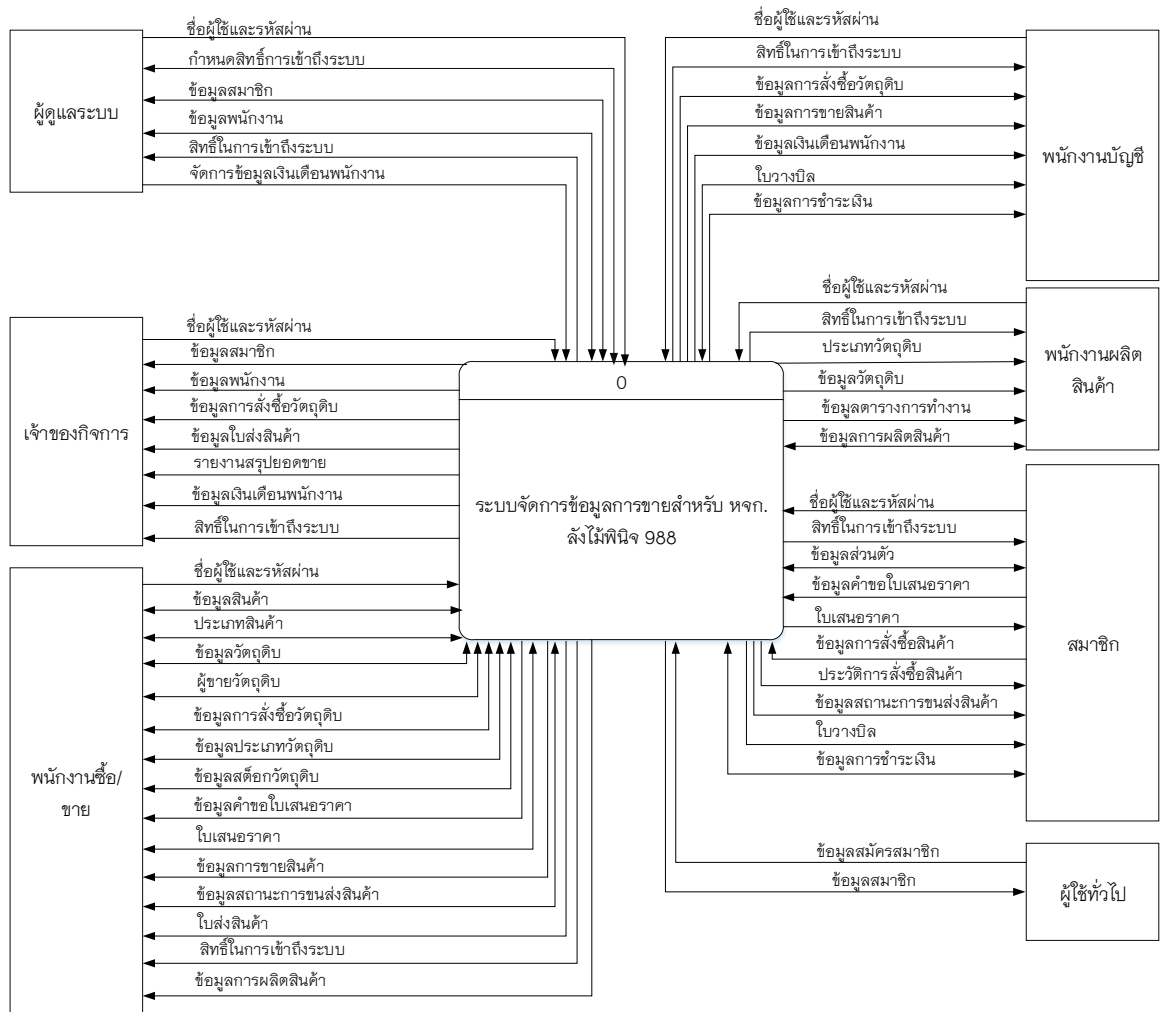 ชื่อผู้ใช้และรหัสผ่าน
กำหนดสิทธิ์การเข้าถึงระบบ
ข้อมูลสมาชิก
ข้อมูลพนักงาน
สิทธิ์ในการเข้าถึงระบบ
จัดการข้อมูลเงินเดือนพนักงาน
ผู้ดูแลระบบ
ชื่อผู้ใช้และรหัสผ่าน
สิทธิ์ในการเข้าถึงระบบ
ข้อมูลการสั่งซื้อวัตถุดิบ
ข้อมูลการขายสินค้า
ข้อมูลเงินเดือนพนักงาน
ใบวางบิล
ข้อมูลการชำระเงิน
พนักงานบัญชี
ชื่อผู้ใช้และรหัสผ่าน
ข้อมูลสมาชิก
ข้อมูลพนักงาน
ข้อมูลการสั่งซื้อวัตถุดิบ
ข้อมูลใบส่งสินค้า
รายงานสรุปยอดขาย
ข้อมูลเงินเดือนพนักงาน
สิทธิ์ในการเข้าถึงระบบ
เจ้าของกิจการ
0
ระบบจัดการข้อมูลการขายสำหรับ หจก.
ลังไม้พินิจ 988
ชื่อผู้ใช้และรหัสผ่าน
สิทธิ์ในการเข้าถึงระบบ
ประเภทวัตถุดิบ
ข้อมูลวัตถุดิบ
ข้อมูลตารางการทำงาน
ข้อมูลการผลิตสินค้า
พนักงานผลิต
สินค้า
ชื่อผู้ใช้และรหัสผ่าน
สิทธิ์ในการเข้าถึงระบบ
ข้อมูลส่วนตัว
ข้อมูลคำขอใบเสนอราคา
ใบเสนอราคา
ข้อมูลการสั่งซื้อสินค้า
ประวัติการสั่งซื้อสินค้า
ข้อมูลสถานะการขนส่งสินค้า
ใบวางบิล
ข้อมูลการชำระเงิน
สมาชิก
ชื่อผู้ใช้และรหัสผ่าน
ข้อมูลสินค้า
ประเภทสินค้า
ข้อมูลวัตถุดิบ
ผู้ขายวัตถุดิบ
ข้อมูลการสั่งซื้อวัตถุดิบ
ข้อมูลประเภทวัตถุดิบ
ข้อมูลสต็อกวัตถุดิบ
ข้อมูลคำขอใบเสนอราคา
ใบเสนอราคา
ข้อมูลการขายสินค้า
ข้อมูลสถานะการขนส่งสินค้า
ใบส่งสินค้า
สิทธิ์ในการเข้าถึงระบบ
ข้อมูลการผลิตสินค้า
พนักงานซื้อ/
ขาย
ข้อมูลสมัครสมาชิก
ข้อมูลสมาชิก
ผู้ใช้ทั่วไป